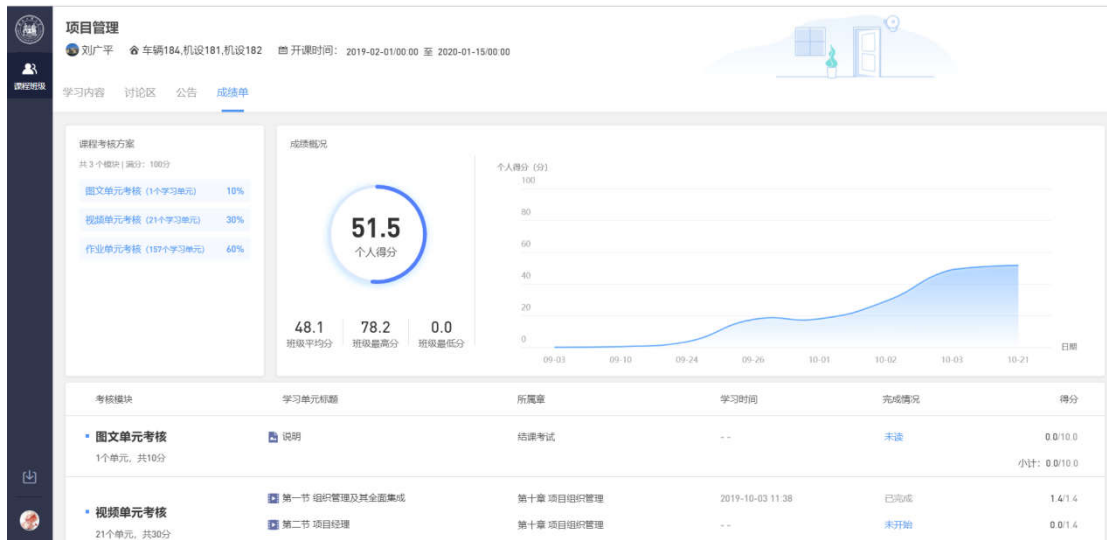 项目管理
刘广平 车辆184,机设181,机设182 开课时间: 2019-02-01/00:00 至 2020-01-15/00:00
课程班级
学习内容 讨论区 公告 成绩单
课程考核方案
共 3 个模块 | 满分: 100分
图文单元考核 (1个学习单元) 10%
视频单元考核 (21个学习单元) 30%
作业单元考核 (157个学习单元) 60%
成绩概况
51.5
个人得分
48.1 78.2 0.0
班级平均分 班级最高分 班级最低分
个人得分 (分)
100
80
60
40
20
0
09-03 09-10 09-24 09-26 10-01 10-02 10-03 10-21 日期
考核模块 学习单元标题 所属章 学习时间 完成情况 得分
图文单元考核 说明 结课考试 - - 未读 0.0/10.0
1个单元, 共10分 小计: 0.0/10.0
视频单元考核 第一节 组织管理及其全面集成 第十章 项目组织管理 2019-10-03 11:38 已完成 1.4/1.4
21个单元, 共30分 第二节 项目经理 第十章 项目组织管理 - - 未开始 0.0/1.4